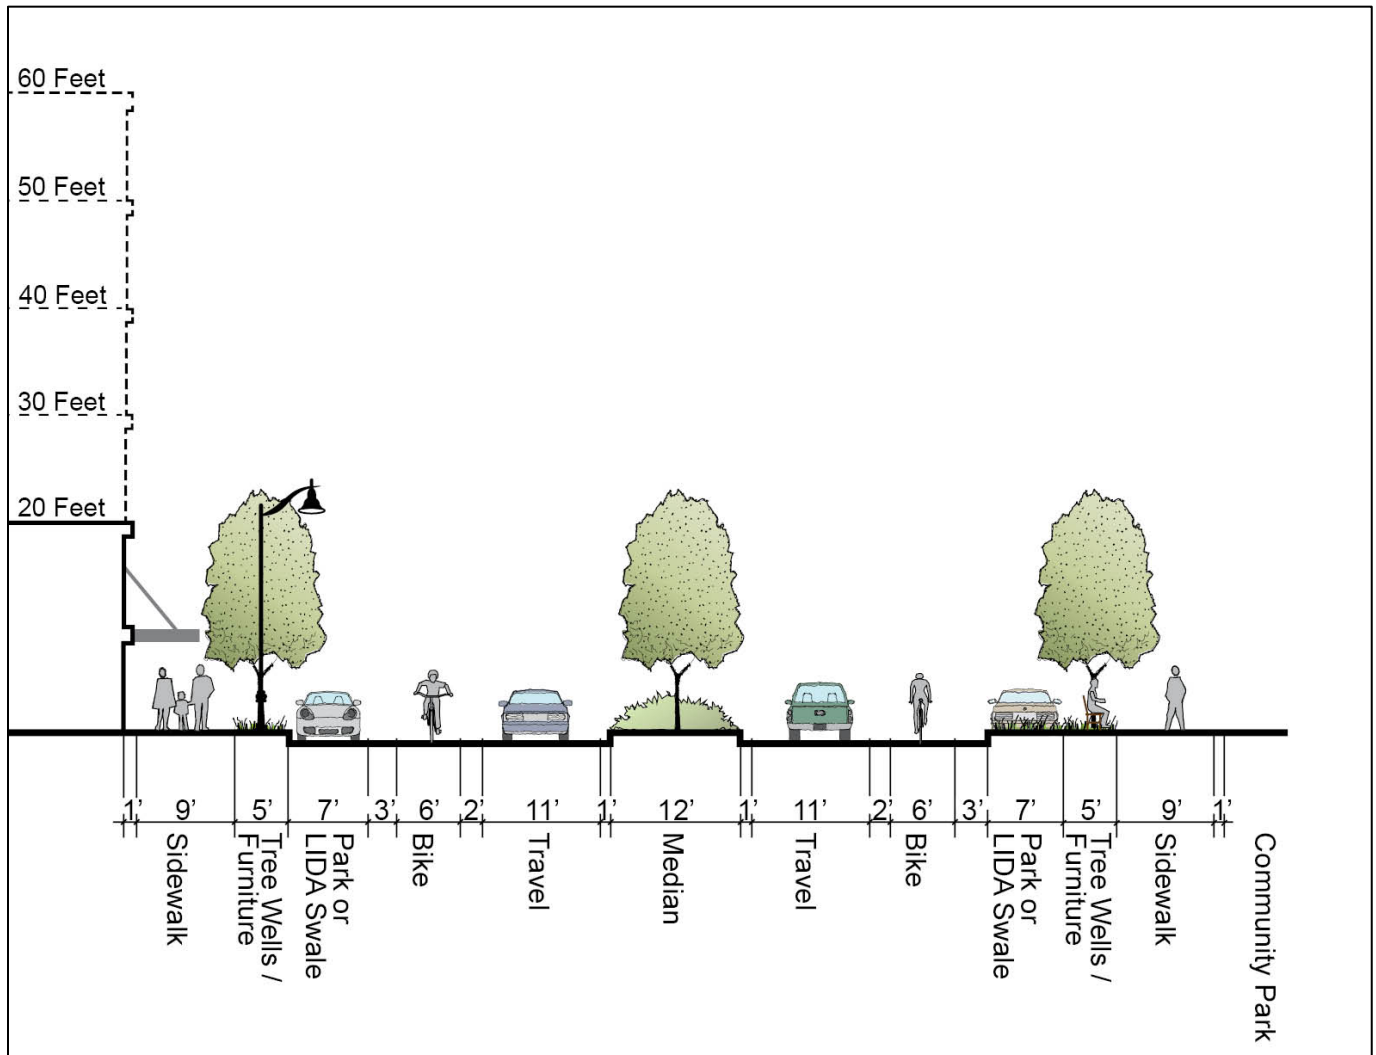 60 Feet
50 Feet
40 Feet
30 Feet
20 Feet
1’ 9’ 5’ 7’ 3’ 6’ 2’ 11’ 1’ 12’ 1’ 11’ 2’ 6’ 3’ 7’ 5’ 9’ 1’
Sidewalk
Tree Wells /
Furniture
Park or
LIDA Swale
Bike
Travel
Median
Travel
Bike
Park or
LIDA Swale
Tree Wells /
Furniture
Sidewalk
Community Park